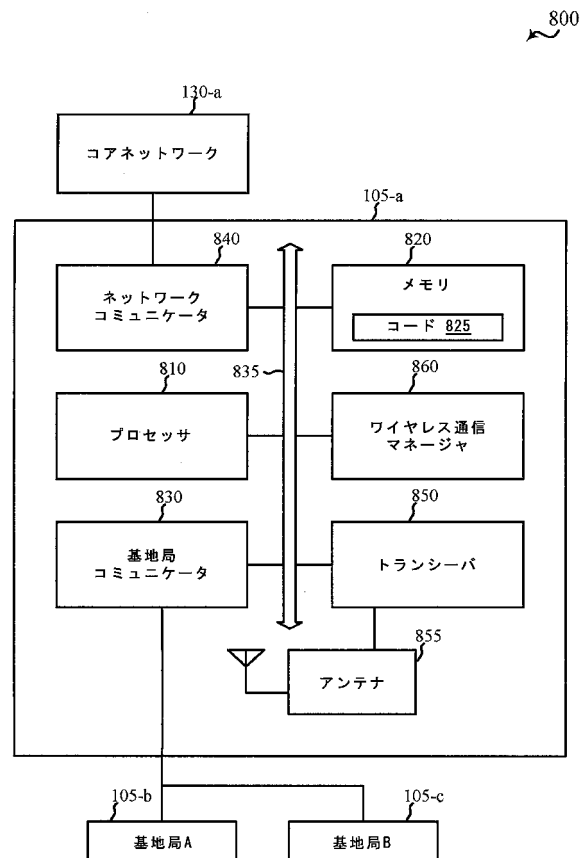 800
130-a
コアネットワーク
105-a
840
ネットワーク
コミュニケータ
820
メモリ
コード 825
835
810
プロセッサ
860
ワイヤレス通信
マネージャ
830
基地局
コミュニケータ
850
トランシーバ
855
アンテナ
105-b
基地局A
105-c
基地局B